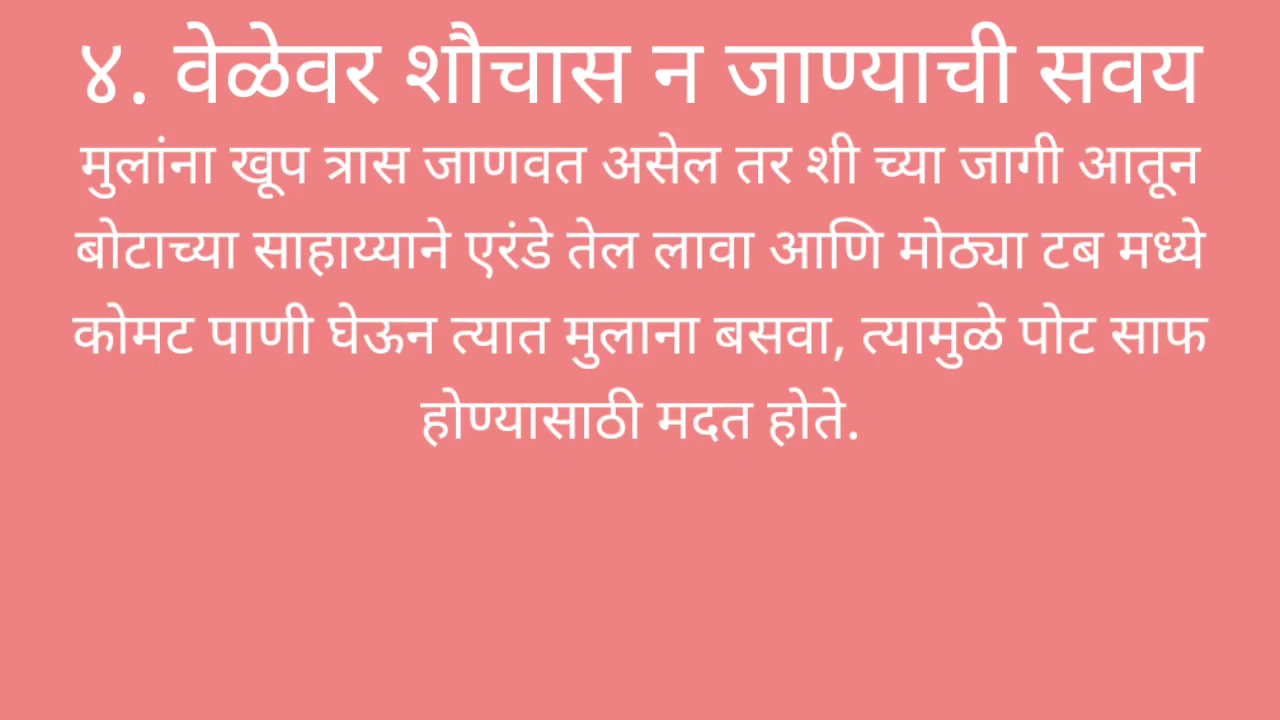 ४. वेळेवर शौचास न जाण्याची सवय
मुलांना खूप त्रास जाणवत असेल तर शी च्या जागी आतून
बोटाच्या साहाय्याने एरंडे तेल लावा आणि मोठ्या टब मध्ये
कोमट पाणी घेऊन त्यात मुलाना बसवा, त्यामुळे पोट साफ
होण्यासाठी मदत होते.